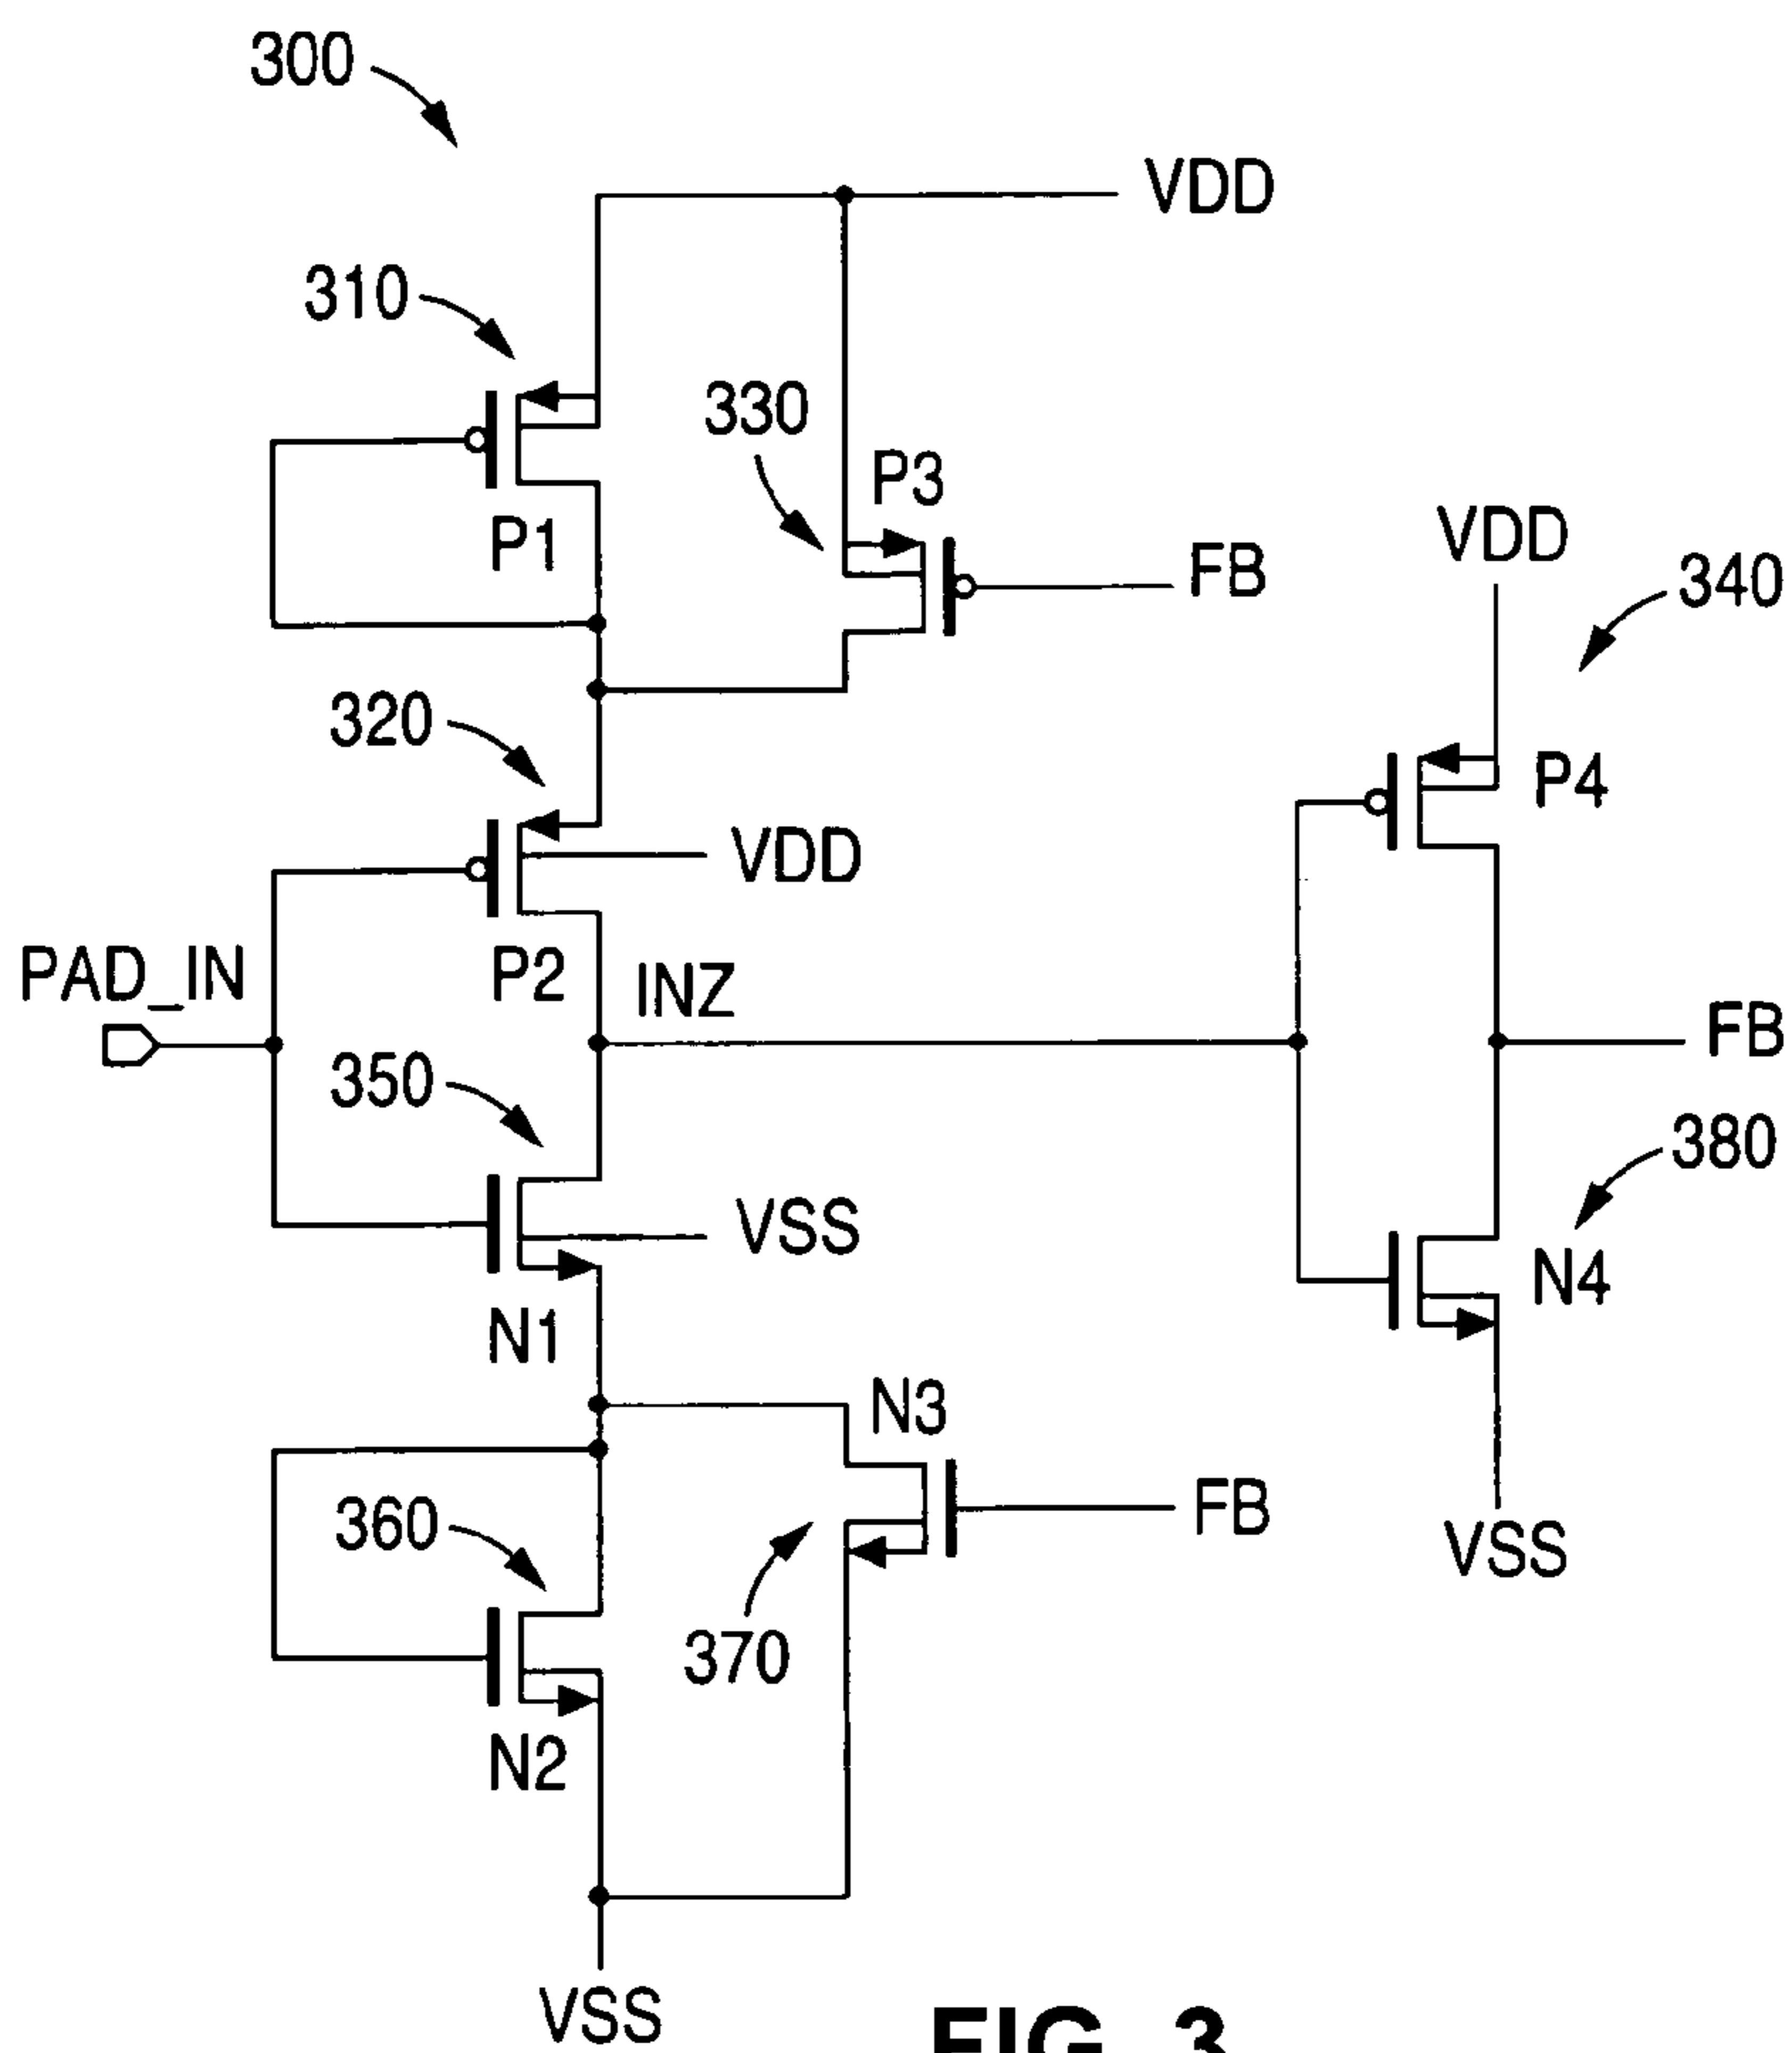 300
VDD
310
330
P3
P1
FB
VDD
340
320
P4
VDD
PAD_IN
P2
INZ
FB
350
380
VSS
N4
N1
N3
360
FB
VSS
370
N2
VSS
FIG. 3